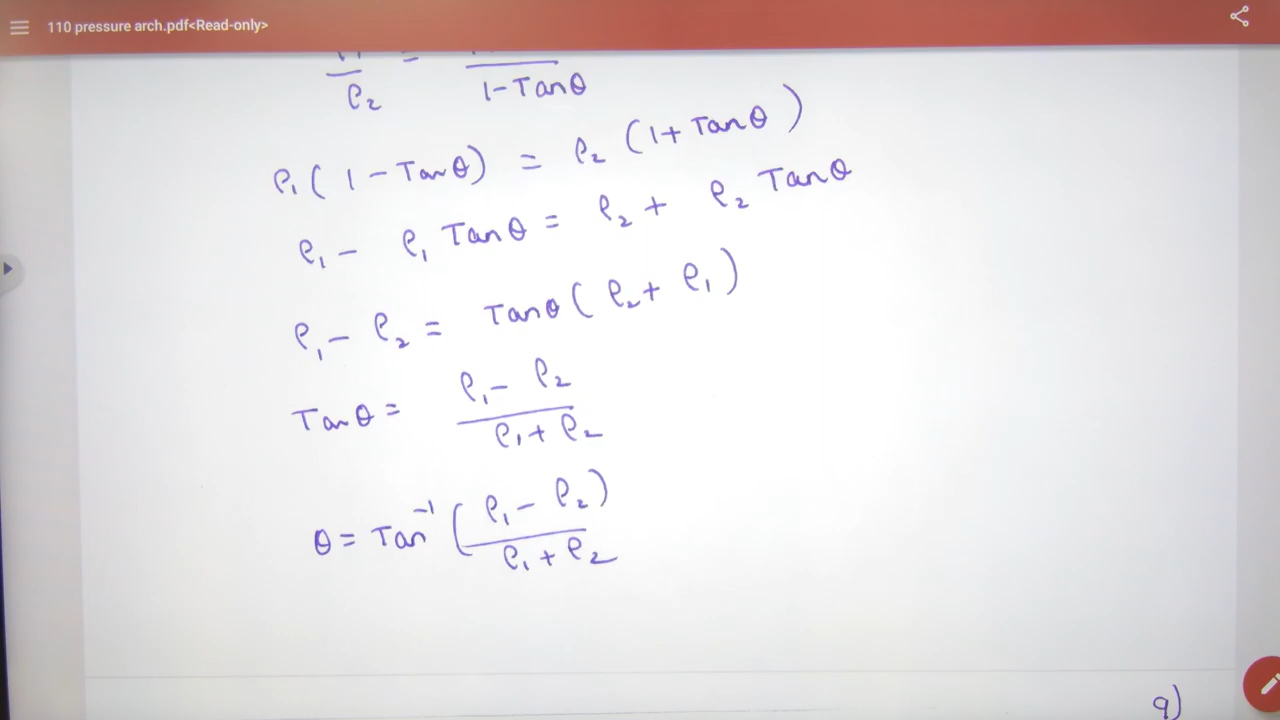 110 pressure arch.pdf<Read-only>
ρ₂ = 1 - Tanθ
ρ₁ ( 1 - Tanθ ) = ρ₂ ( 1 + Tanθ )
ρ₁ - ρ₁ Tanθ = ρ₂ + ρ₂ Tanθ
ρ₁ - ρ₂ = Tanθ ( ρ₂ + ρ₁ )
Tanθ = ρ₁ - ρ₂
ρ₁ + ρ₂
θ = Tan⁻¹ ( ρ₁ - ρ₂ )
ρ₁ + ρ₂
9)